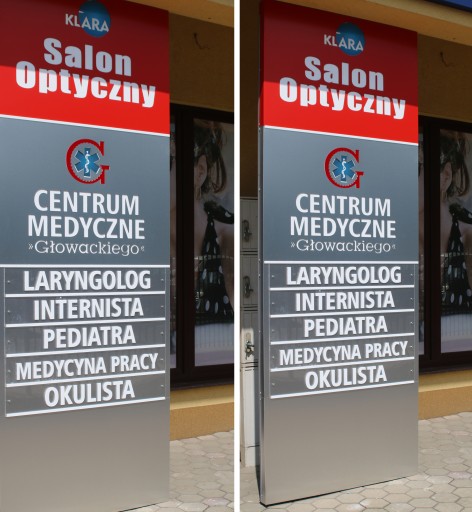 KLARA
Salon
Optyczny
G
CENTRUM
MEDYCZNE
»Głowackiego«
LARYNGOLOG
INTERNISTA
PEDIATRA
MEDYCYNA PRACY
OKULISTA
KLARA
Salon
Optyczny
G
CENTRUM
MEDYCZNE
»Głowackiego«
LARYNGOLOG
INTERNISTA
PEDIATRA
MEDYCYNA PRACY
OKULISTA